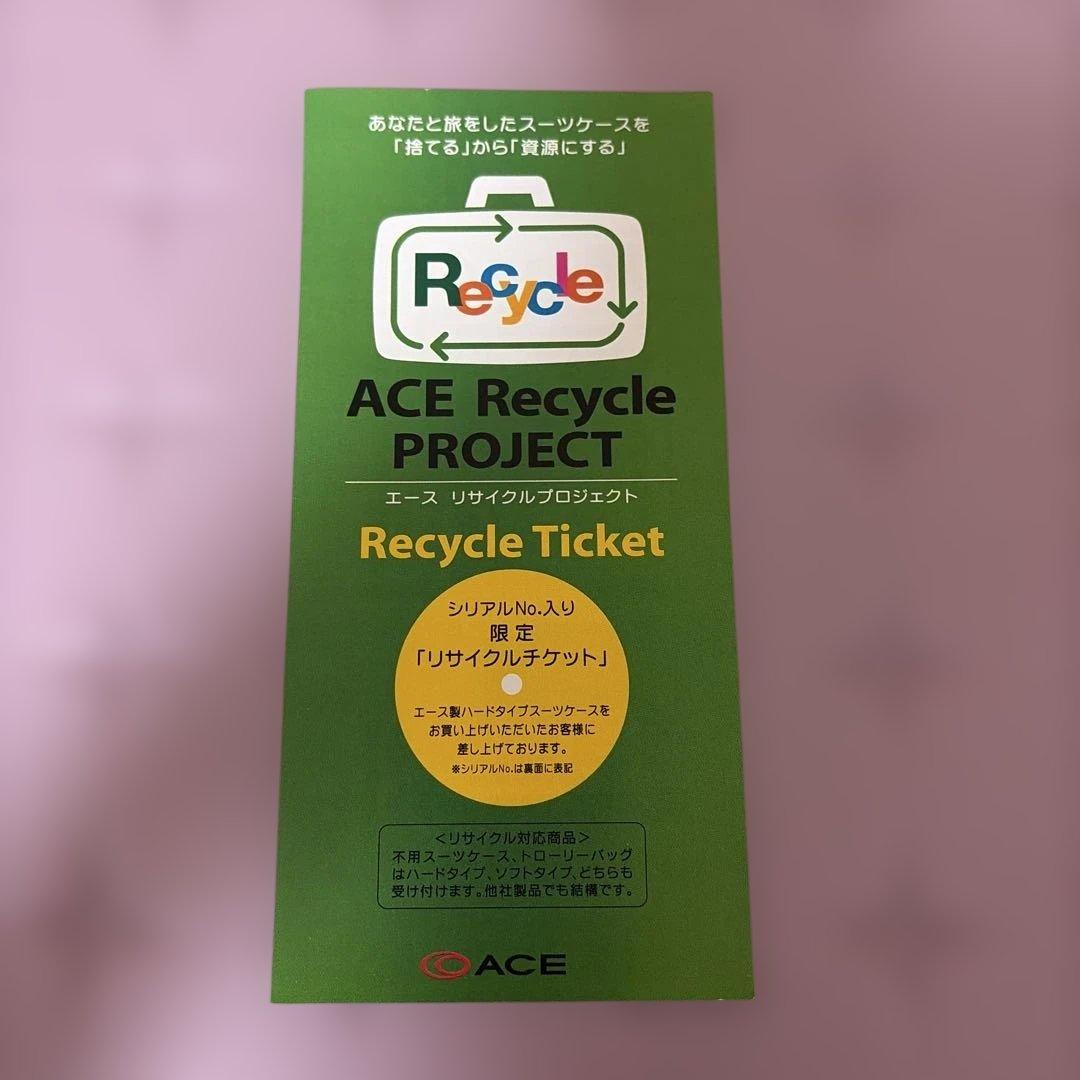 あなたと旅をしたスーツケースを
「捨てる」から「資源にする」
Recycle
ACE Recycle
PROJECT
エース リサイクルプロジェクト
Recycle Ticket
シリアルNo.入り
限定
「リサイクルチケット」
エース製ハードタイプスーツケースを
お買い上げいただいたお客様に
差し上げております。
※シリアルNo.は裏面に表記
＜リサイクル対応商品＞
不用スーツケース、トローリーバッグ
はハードタイプ、ソフトタイプ、どちらも
受け付けます。他社製品でも結構です。
ACE